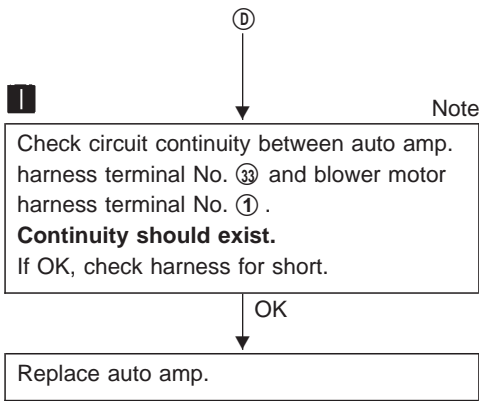 Ⓓ
I
Note
Check circuit continuity between auto amp.
harness terminal No. ㉝ and blower motor
harness terminal No. ① .
Continuity should exist.
If OK, check harness for short.
OK
Replace auto amp.